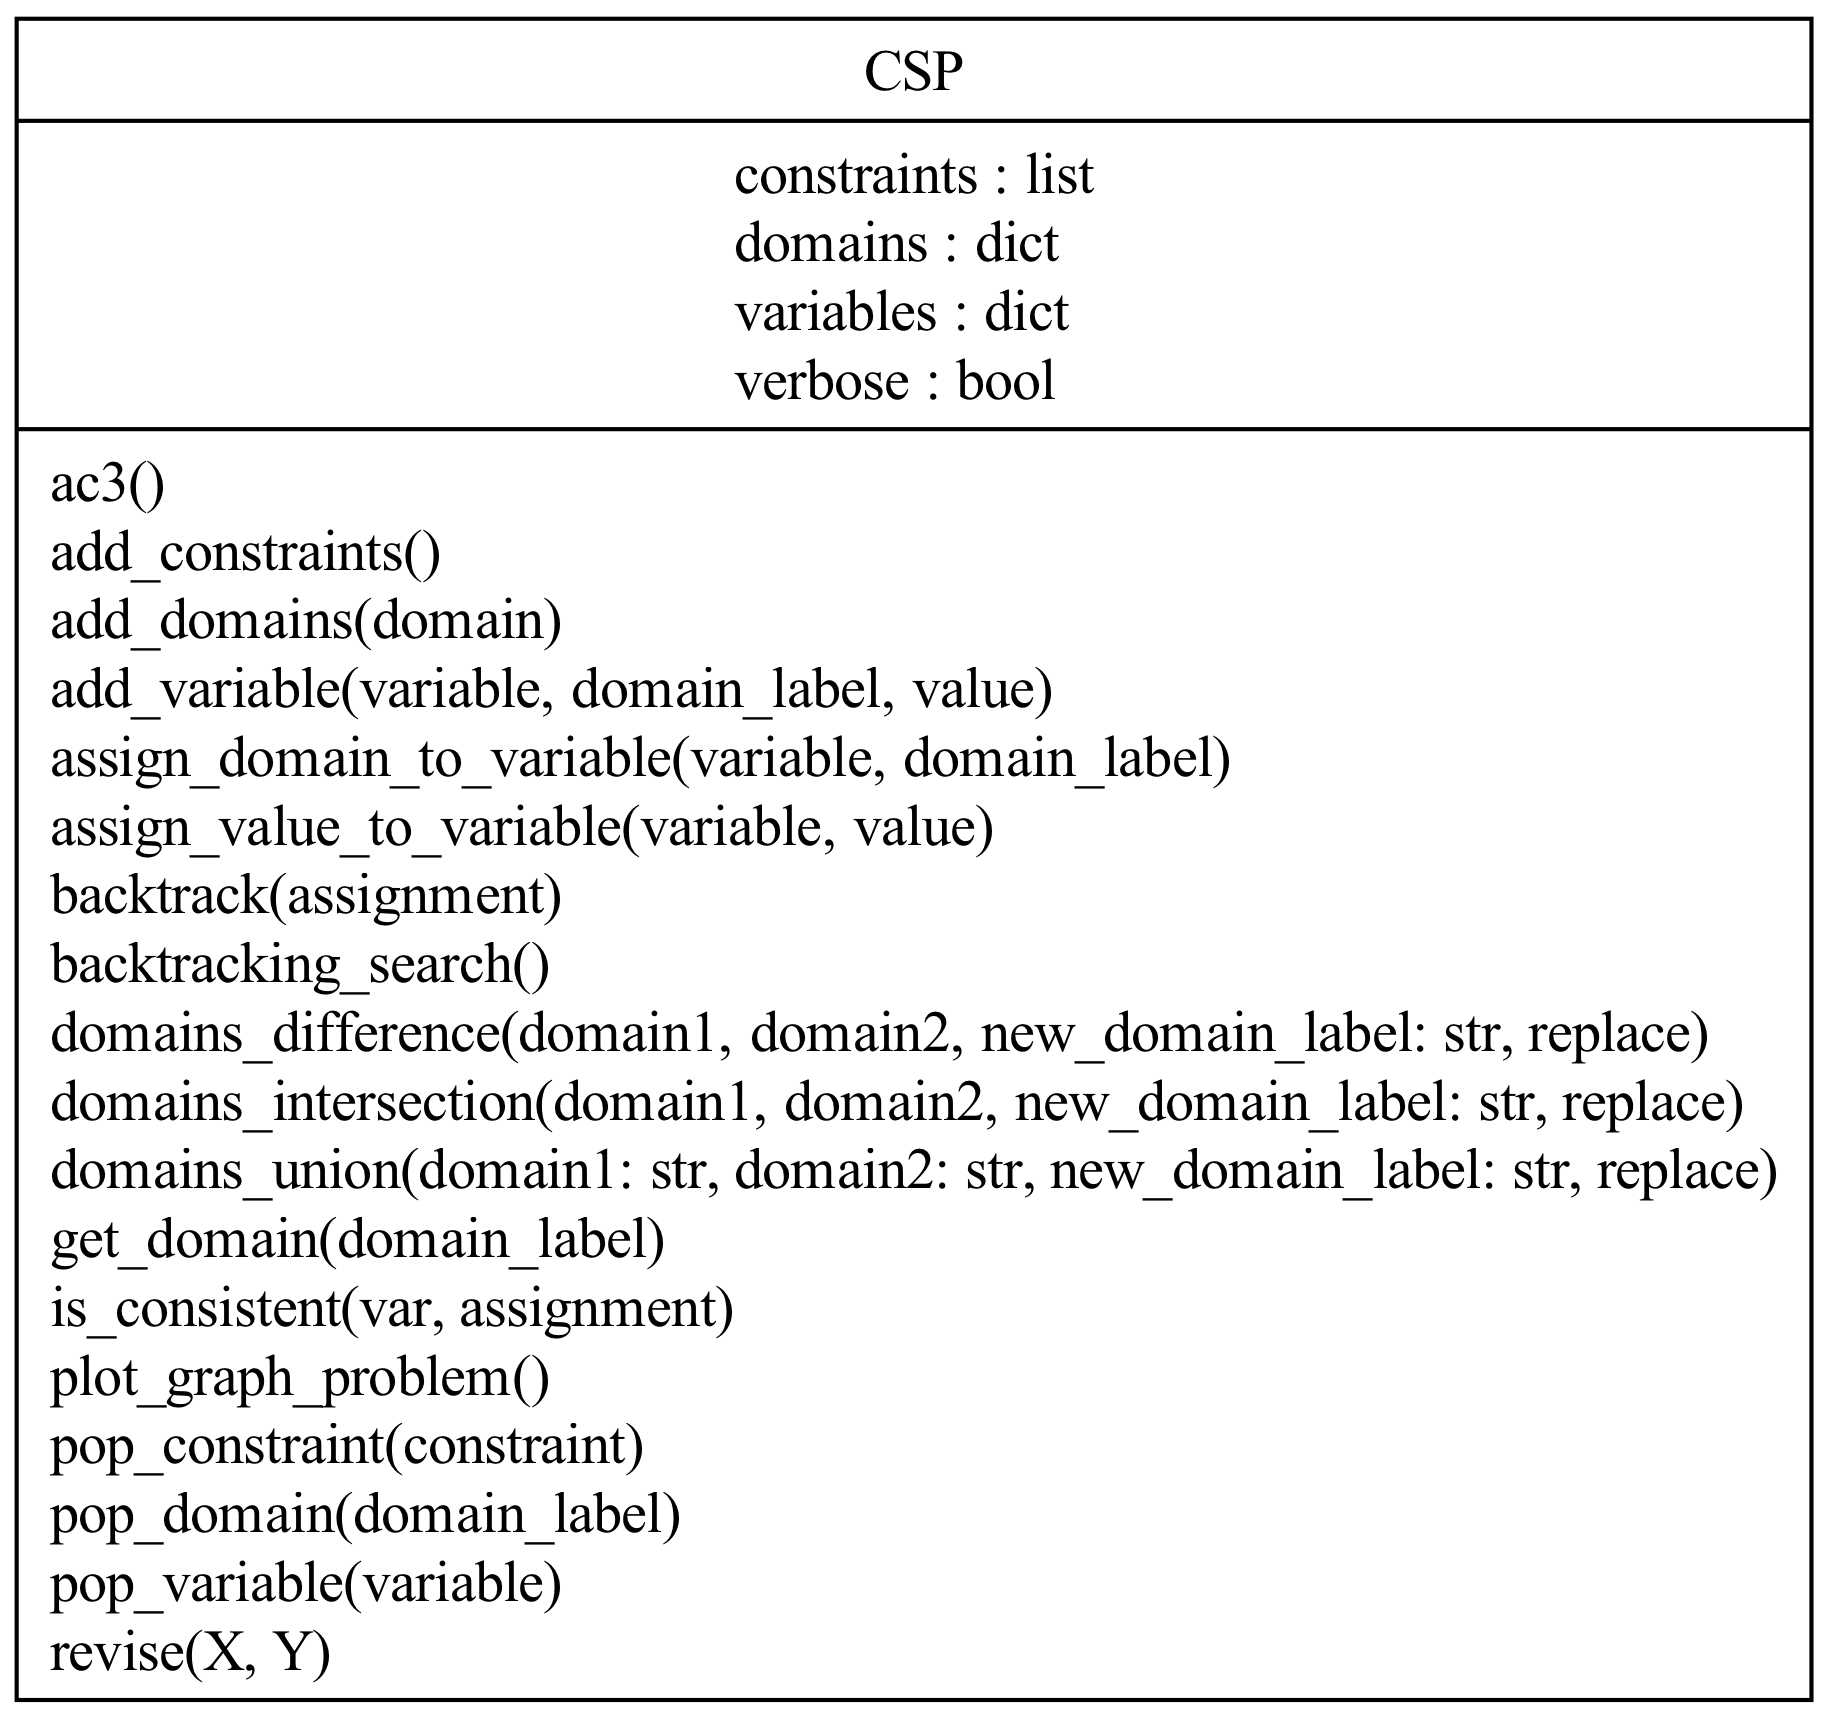 CSP
constraints : list
domains : dict
variables : dict
verbose : bool
ac3()
add_constraints()
add_domains(domain)
add_variable(variable, domain_label, value)
assign_domain_to_variable(variable, domain_label)
assign_value_to_variable(variable, value)
backtrack(assignment)
backtracking_search()
domains_difference(domain1, domain2, new_domain_label: str, replace)
domains_intersection(domain1, domain2, new_domain_label: str, replace)
domains_union(domain1: str, domain2: str, new_domain_label: str, replace)
get_domain(domain_label)
is_consistent(var, assignment)
plot_graph_problem()
pop_constraint(constraint)
pop_domain(domain_label)
pop_variable(variable)
revise(X, Y)